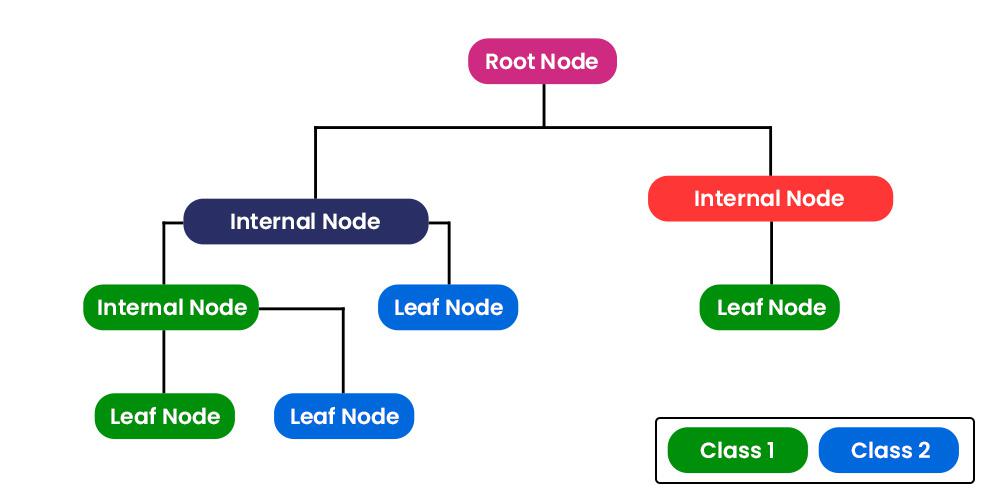 Root Node
Internal Node
Internal Node
Internal Node
Leaf Node
Leaf Node
Leaf Node
Leaf Node
Class 1
Class 2